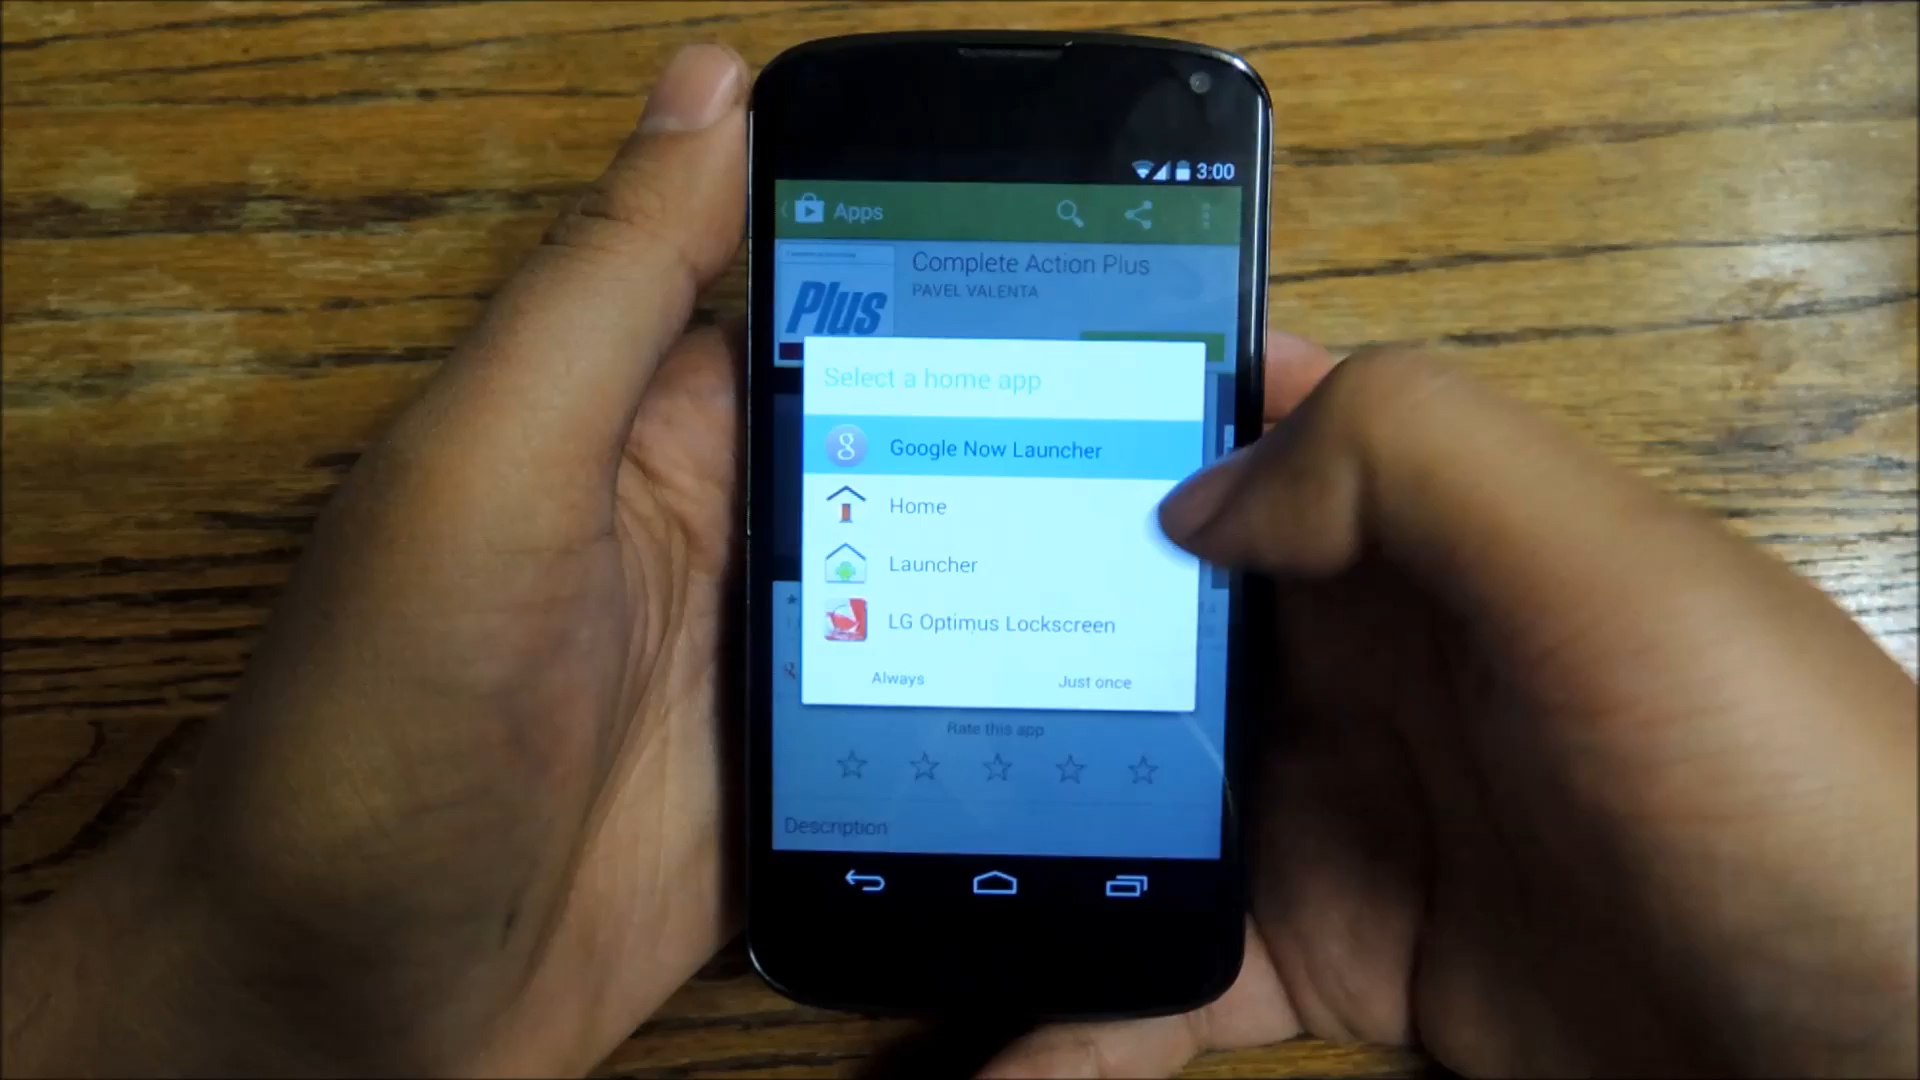 3:00
Apps
Complete Action Plus
PAVEL VALENTA
Plus
Select a home app
8 Google Now Launcher
Home
Launcher
LG Optimus Lockscreen
Always Just once
Rate this app
Description